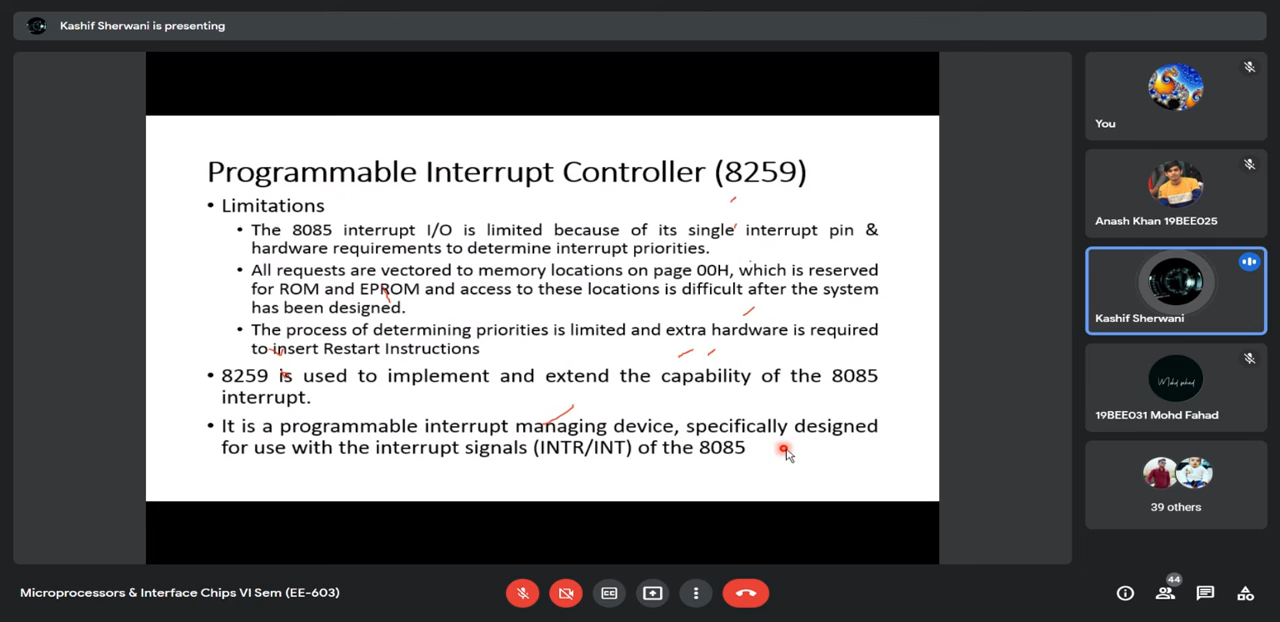 Kashif Sherwani is presenting
Programmable Interrupt Controller (8259)
• Limitations
• The 8085 interrupt I/O is limited because of its single interrupt pin &
hardware requirements to determine interrupt priorities.
• All requests are vectored to memory locations on page 00H, which is reserved
for ROM and EPROM and access to these locations is difficult after the system
has been designed.
• The process of determining priorities is limited and extra hardware is required
to insert Restart Instructions
• 8259 is used to implement and extend the capability of the 8085
interrupt.
• It is a programmable interrupt managing device, specifically designed
for use with the interrupt signals (INTR/INT) of the 8085
You
Anash Khan 19BEE025
Kashif Sherwani
Mohd Fahad
19BEE031 Mohd Fahad
39 others
Microprocessors & Interface Chips VI Sem (EE-603)
CC
44